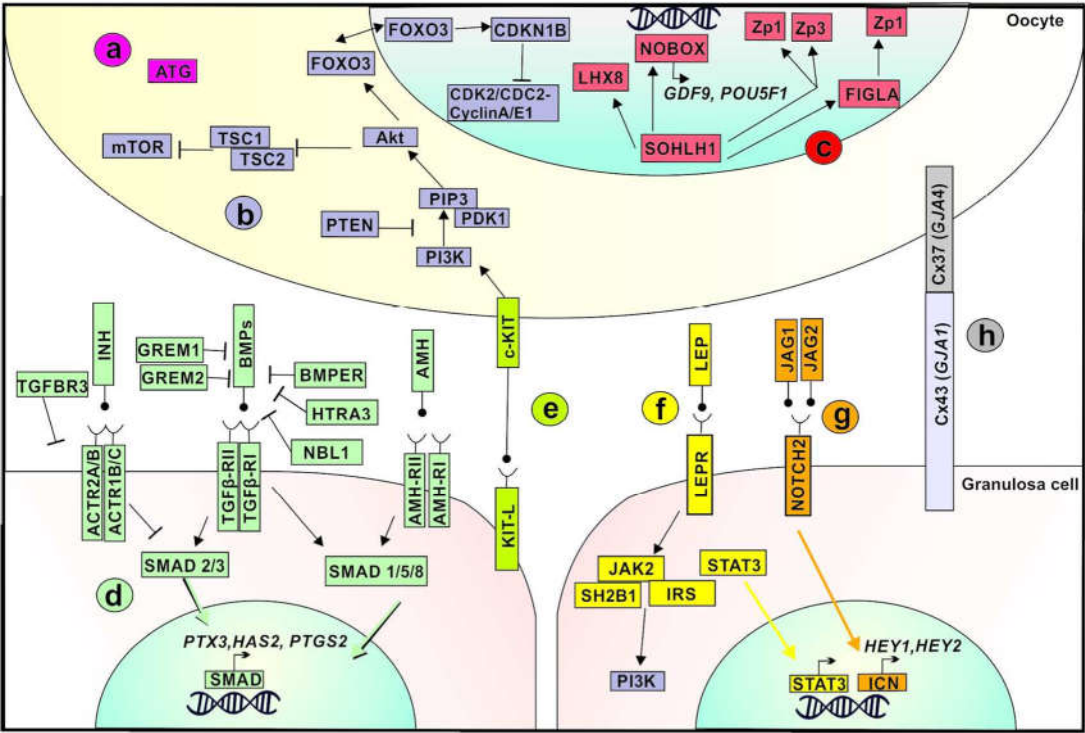 Oocyte
a
ATG
FOXO3
FOXO3
CDKN1B
CDK2/CDC2-
CyclinA/E1
NOBOX
GDF9, POU5F1
LHX8
SOHLH1
Zp1
Zp3
Zp1
FIGLA
c
mTOR
TSC1
TSC2
Akt
b
PTEN
PIP3
PDK1
PI3K
c-KIT
KIT-L
e
INH
TGFBR3
ACTR2A/B
ACTR1B/C
GREM1
GREM2
BMPs
BMPER
HTRA3
NBL1
TGFβ-RII
TGFβ-RI
AMH
AMH-RII
AMH-RI
SMAD 2/3
SMAD 1/5/8
d
PTX3,HAS2, PTGS2
SMAD
LEP
f
LEPR
JAK2
SH2B1
IRS
PI3K
STAT3
STAT3
JAG1
JAG2
g
NOTCH2
HEY1,HEY2
ICN
Cx37 (GJA4)
Cx43 (GJA1)
h
Granulosa cell